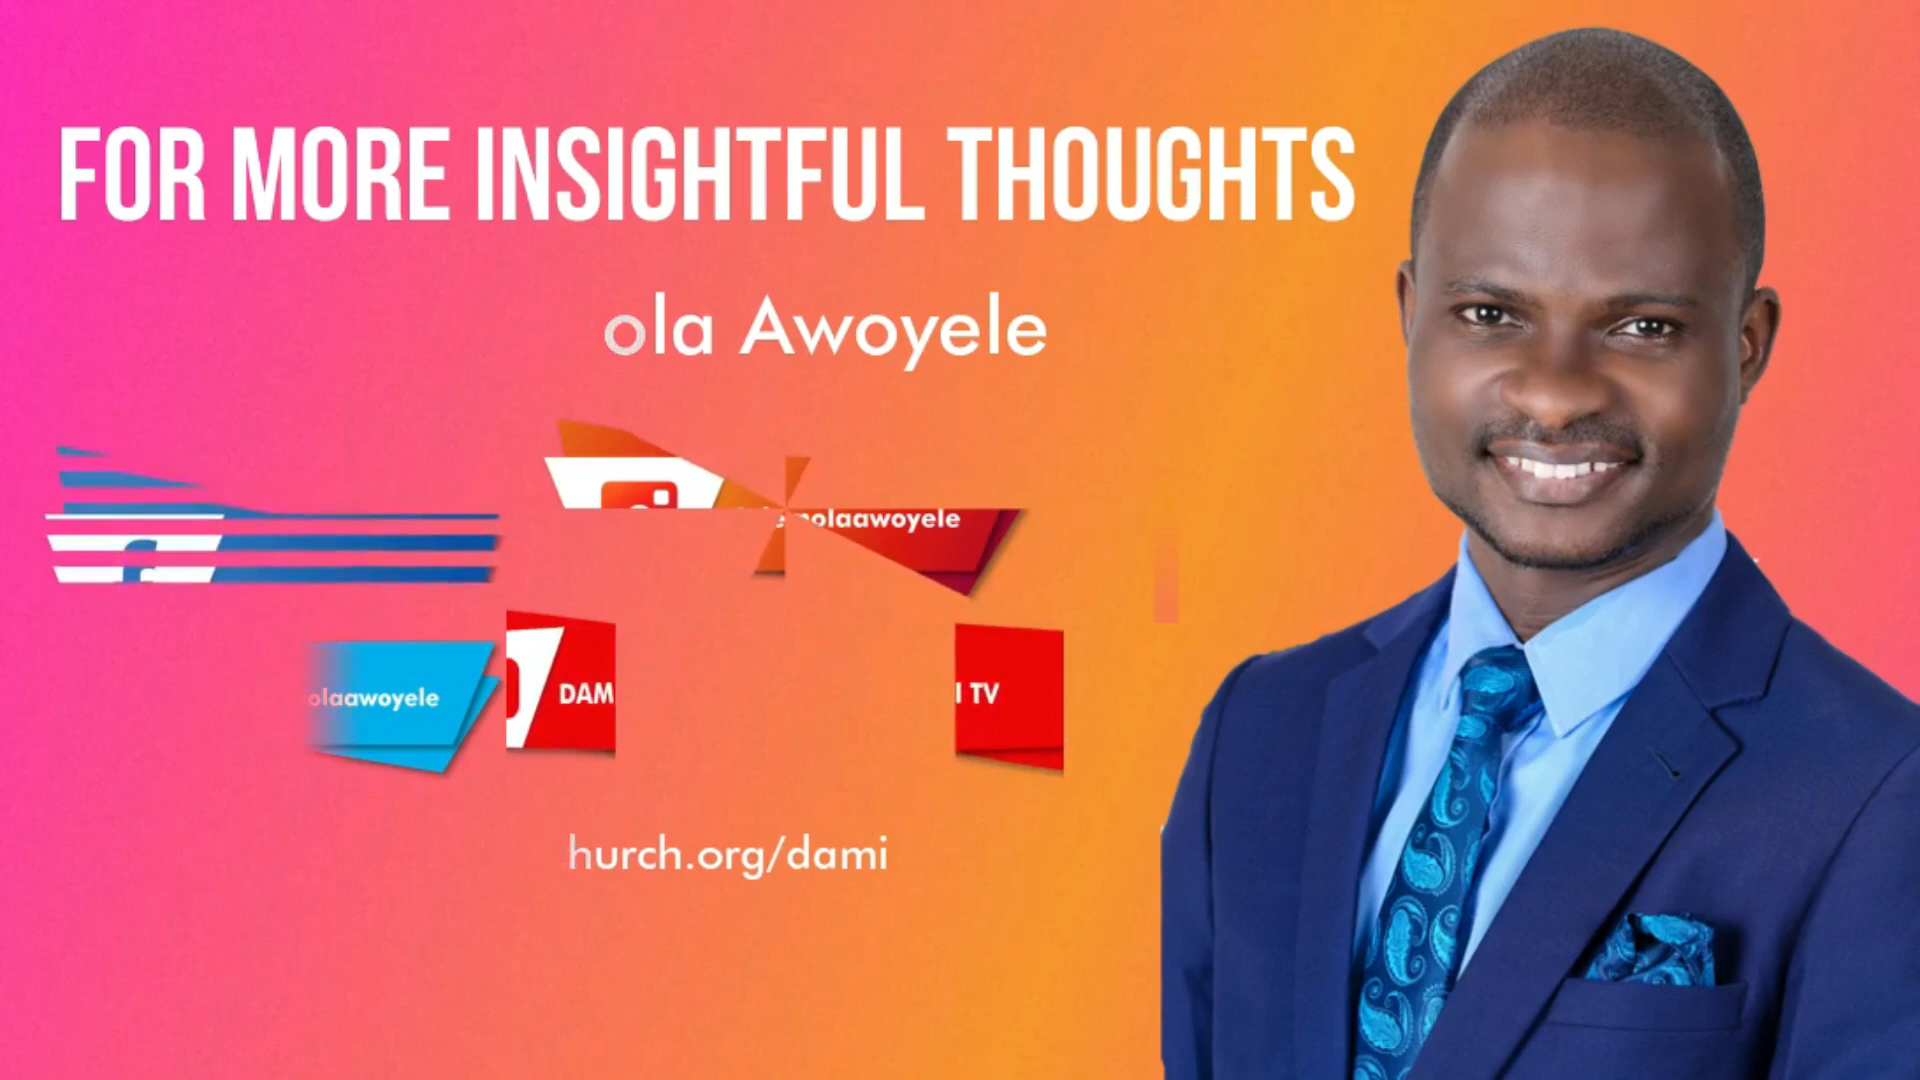 FOR MORE INSIGHTFUL THOUGHTS
ola Awoyele
olaawoyele
olaawoyele
DAM
I TV
hurch.org/dami